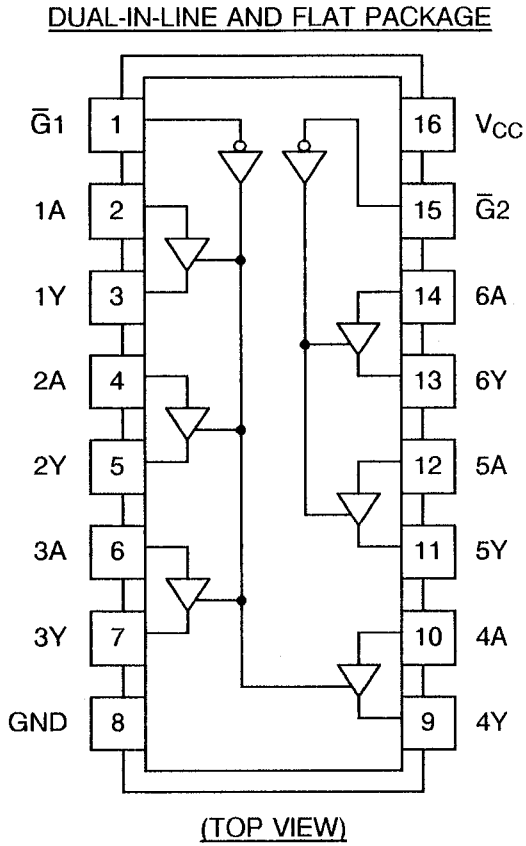 DUAL-IN-LINE AND FLAT PACKAGE
G̅1 1 16 VCC
1A 2 15 G̅2
1Y 3 14 6A
2A 4 13 6Y
2Y 5 12 5A
3A 6 11 5Y
3Y 7 10 4A
GND 8 9 4Y
(TOP VIEW)